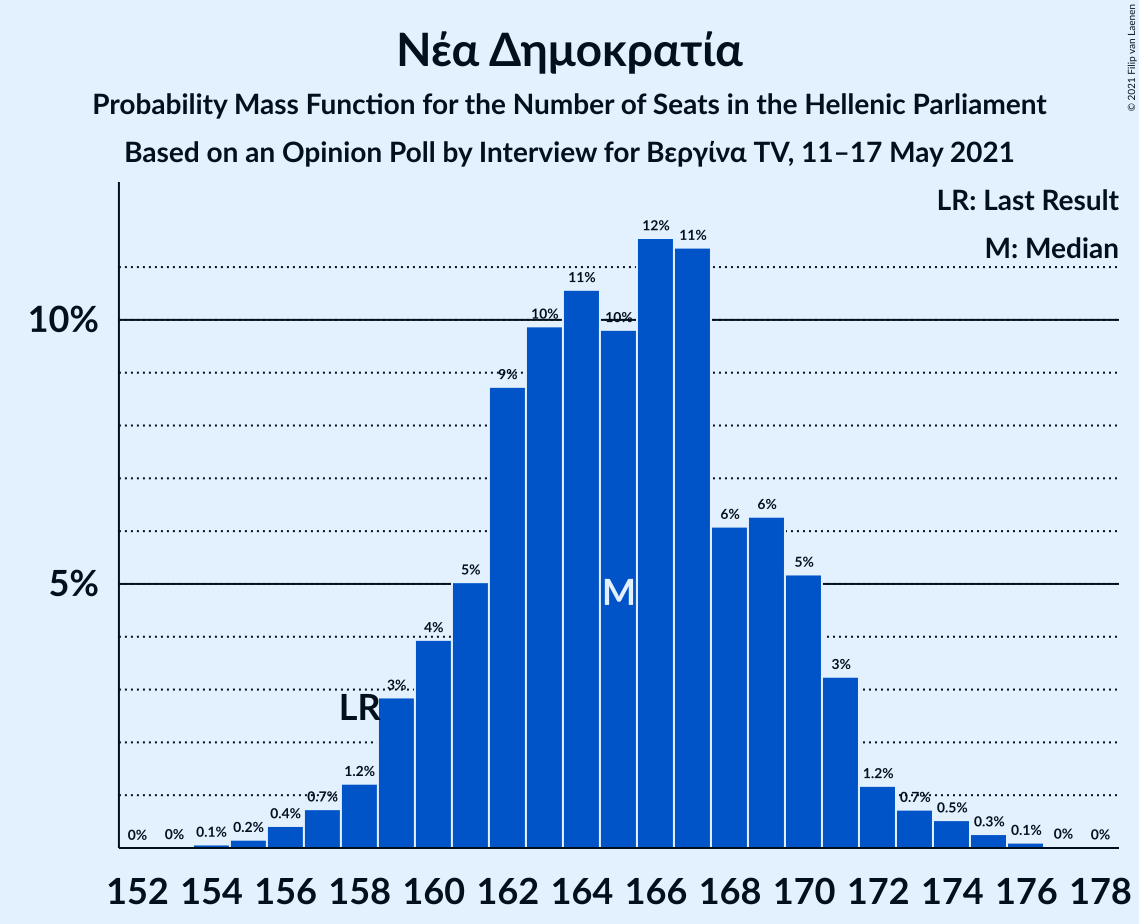 Νέα Δημοκρατία
Probability Mass Function for the Number of Seats in the Hellenic Parliament
Based on an Opinion Poll by Interview for Βεργίνα TV, 11–17 May 2021
© 2021 Filip van Laenen
LR: Last Result
M: Median
10%
5%
0% 0% 0.1% 0.2% 0.4% 0.7% 1.2% 3% 4% 5% 9% 10% 11% 10% 12% 11% 6% 6% 5% 3% 1.2% 0.7% 0.5% 0.3% 0.1% 0% 0%
LR
M
152 154 156 158 160 162 164 166 168 170 172 174 176 178